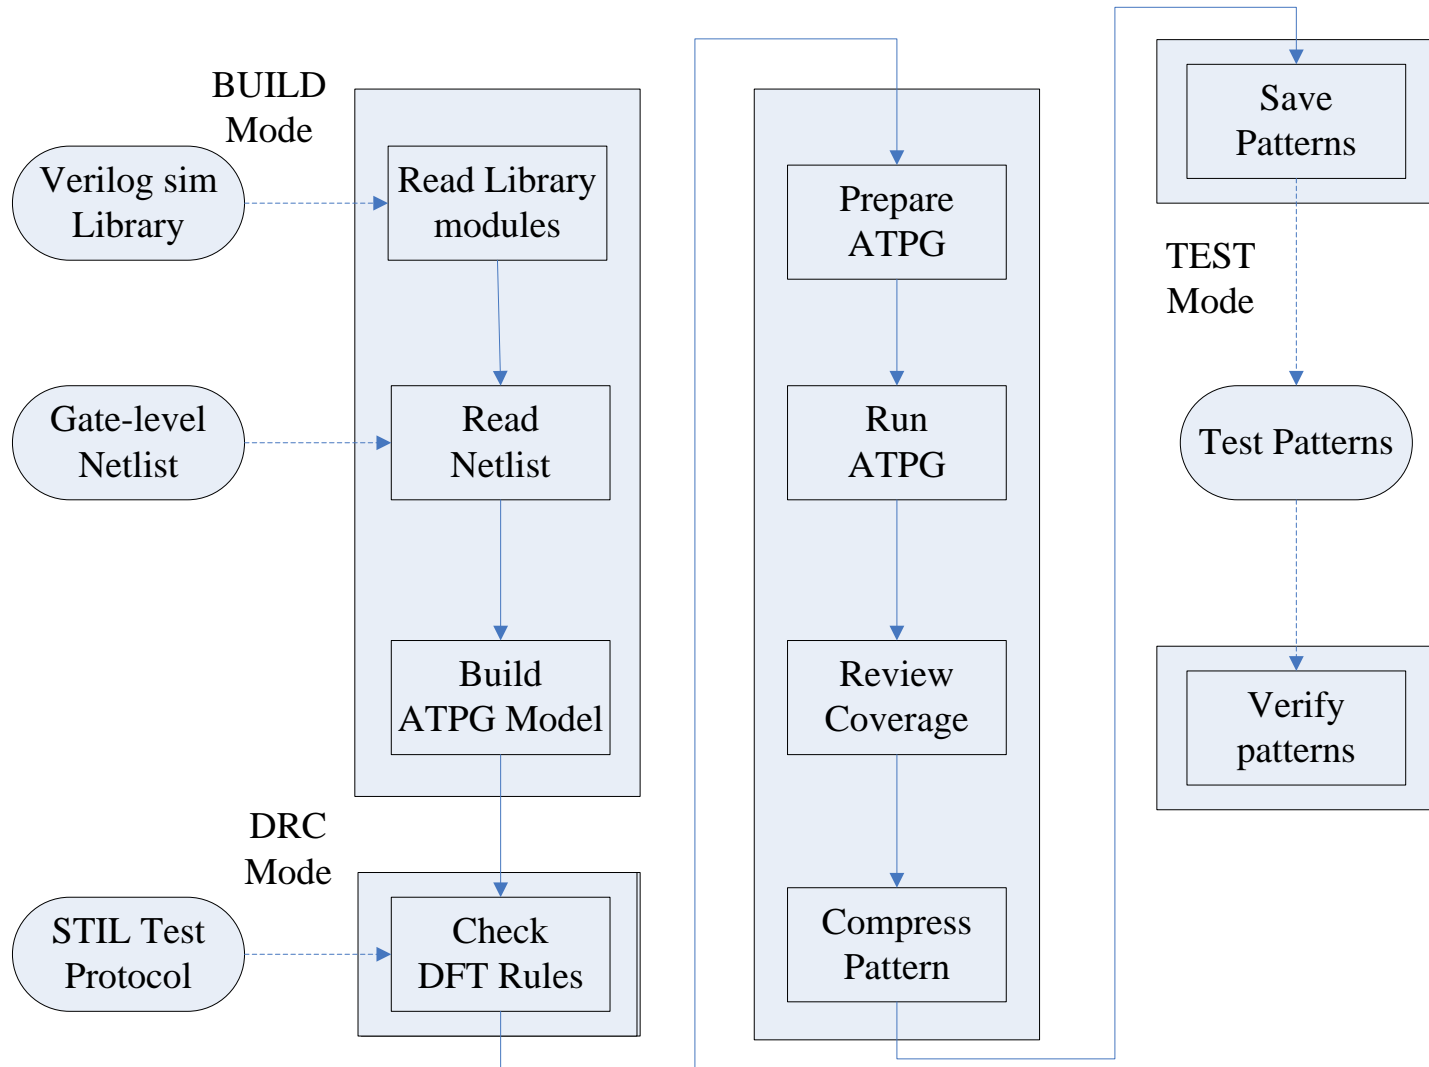 BUILD
Mode
Verilog sim
Library
Read Library
modules
Gate-level
Netlist
Read
Netlist
Build
ATPG Model
DRC
Mode
STIL Test
Protocol
Check
DFT Rules
Prepare
ATPG
Run
ATPG
Review
Coverage
Compress
Pattern
Save
Patterns
TEST
Mode
Test Patterns
Verify
patterns